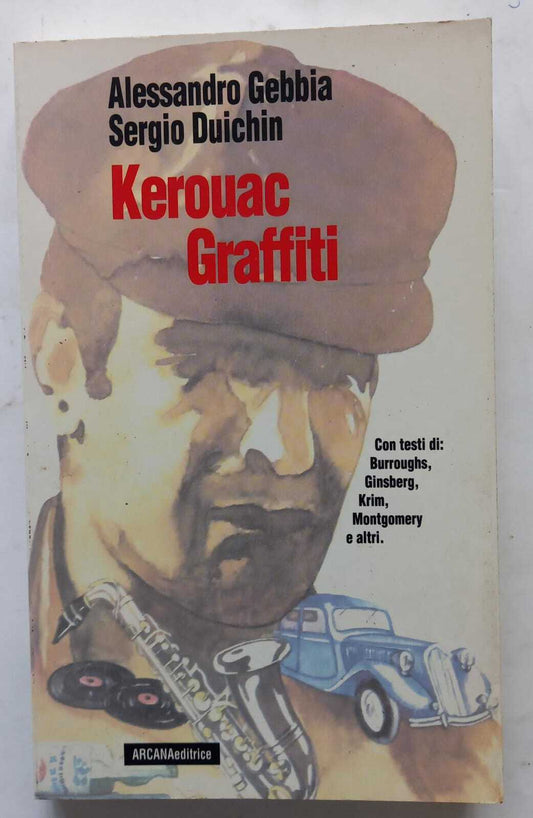 Alessandro Gebbia
Sergio Duichin
Kerouac
Graffiti
Con testi di:
Burroughs,
Ginsberg,
Krim,
Montgomery
e altri.
ARCANAeditrice